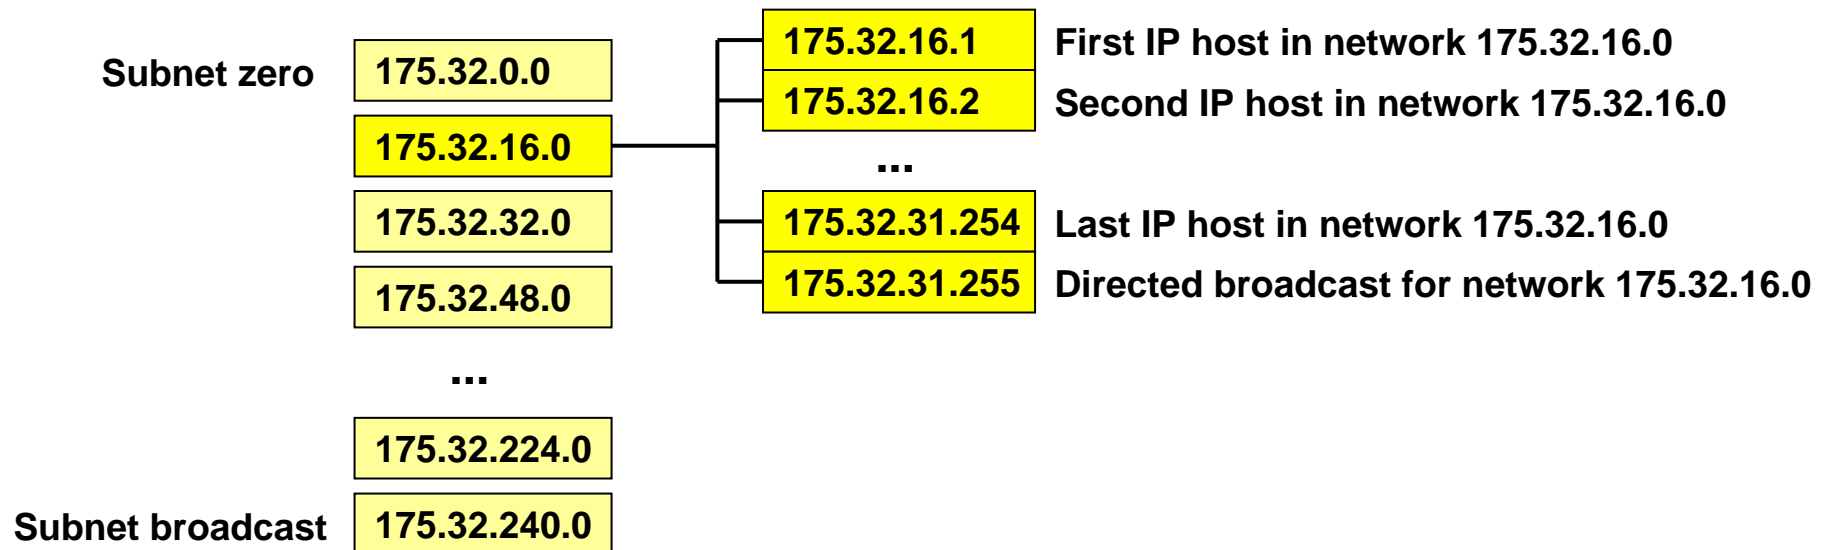 Subnet zero
175.32.0.0
175.32.16.0
175.32.32.0
175.32.48.0
...
175.32.224.0
Subnet broadcast
175.32.240.0
175.32.16.1 First IP host in network 175.32.16.0
175.32.16.2 Second IP host in network 175.32.16.0
...
175.32.31.254 Last IP host in network 175.32.16.0
175.32.31.255 Directed broadcast for network 175.32.16.0